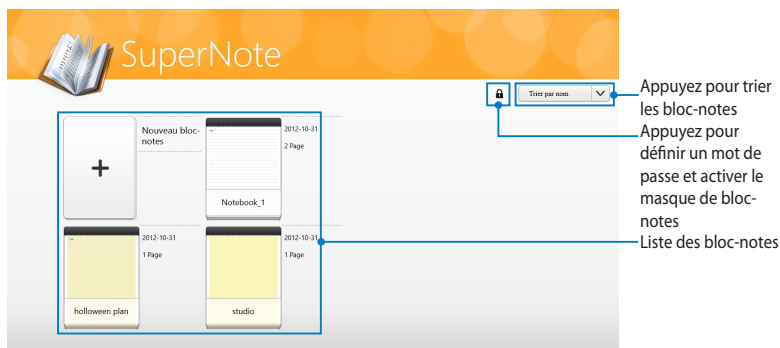 SuperNote
Trier par nom
Appuyez pour trier
les bloc-notes
Appuyez pour
définir un mot de
passe et activer le
masque de bloc-
notes
Liste des bloc-notes
Nouveau bloc-
notes
2012-10-31
2 Page
Notebook_1
2012-10-31
1 Page
holloween plan
2012-10-31
1 Page
studio